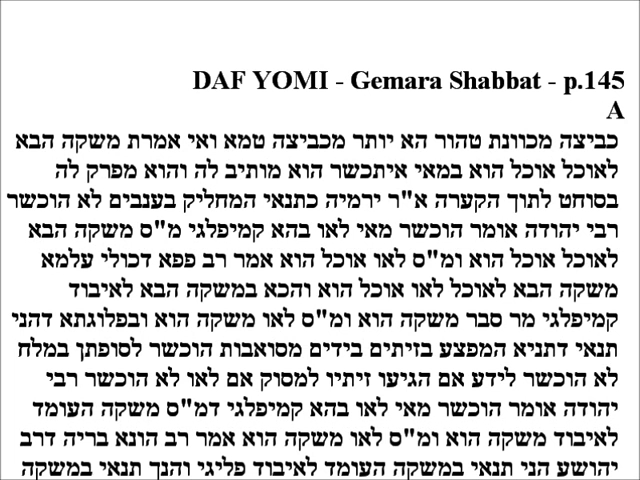 DAF YOMI - Gemara Shabbat - p.145
A
כביצה מכוונת טהור הא יותר מכביצה טמא ואי אמרת משקה הבא
לאוכל אוכל הוא במאי איתכשר הוא מותיב לה והוא מפרק לה
בסוחט לתוך הקערה א"ר ירמיה כתנאי המחליק בענבים לא הוכשר
רבי יהודה אומר הוכשר מאי לאו בהא קמיפלגי מ"ס משקה הבא
לאוכל אוכל הוא ומ"ס לאו אוכל הוא אמר רב פפא דכולי עלמא
משקה הבא לאוכל לאו אוכל הוא והכא במשקה הבא לאיבוד
קמיפלגי מר סבר משקה הוא ומ"ס לאו משקה הוא ובפלוגתא דהני
תנאי דתניא המפצע בזיתים בידים מסואבות הוכשר לסופתן במלח
לא הוכשר לידע אם הגיעו זיתיו למסוק אם לאו לא הוכשר רבי
יהודה אומר הוכשר מאי לאו בהא קמיפלגי דמ"ס משקה העומד
לאיבוד משקה הוא ומ"ס לאו משקה הוא אמר רב הונא בריה דרב
יהושע הני תנאי במשקה העומד לאיבוד פליגי והנך תנאי במשקה